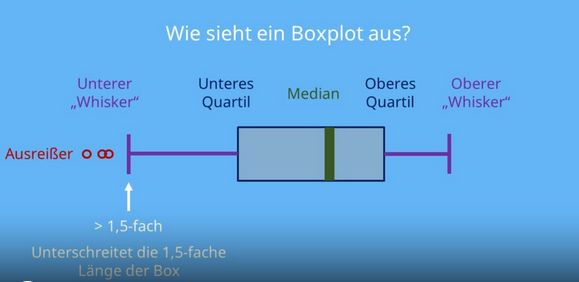 Wie sieht ein Boxplot aus?
Unterer
„Whisker“
Unteres
Quartil
Median
Oberes
Quartil
Oberer
„Whisker“
Ausreißer
> 1,5-fach
Unterschreitet die 1,5-fache
Länge der Box